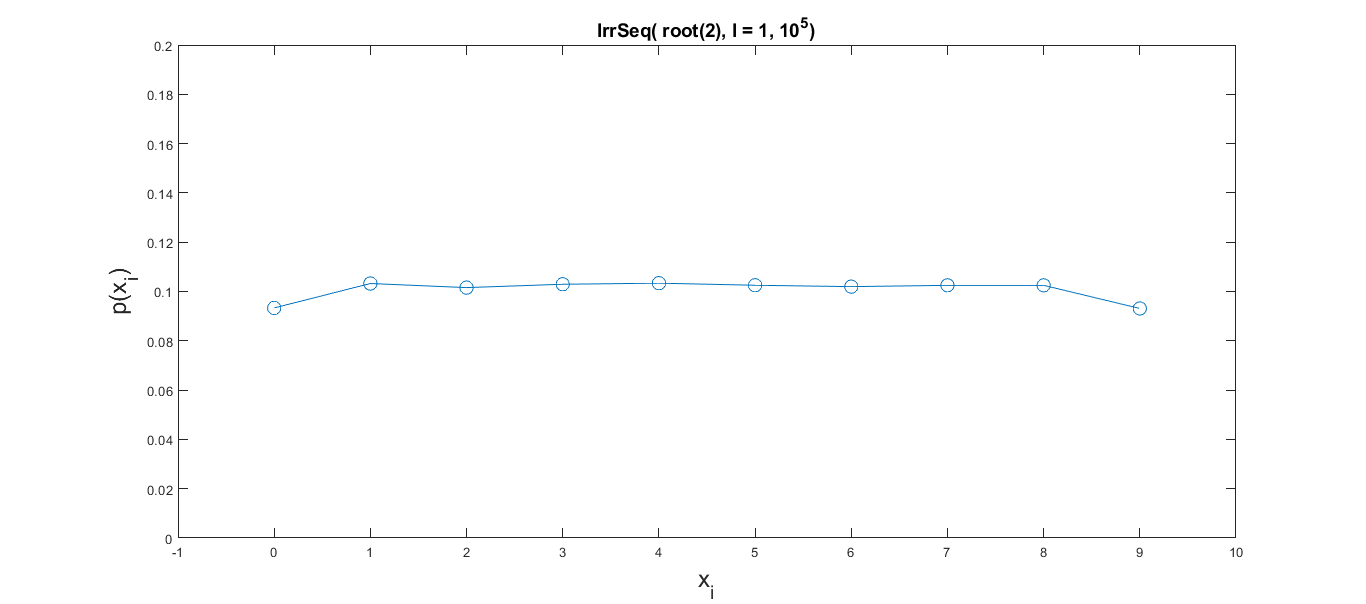 IrrSeq( root(2), I = 1, 10^5)
0.2
0.18
0.16
0.14
0.12
0.1
0.08
0.06
0.04
0.02
0
p(x_i)
-1 0 1 2 3 4 5 6 7 8 9 10
x_i